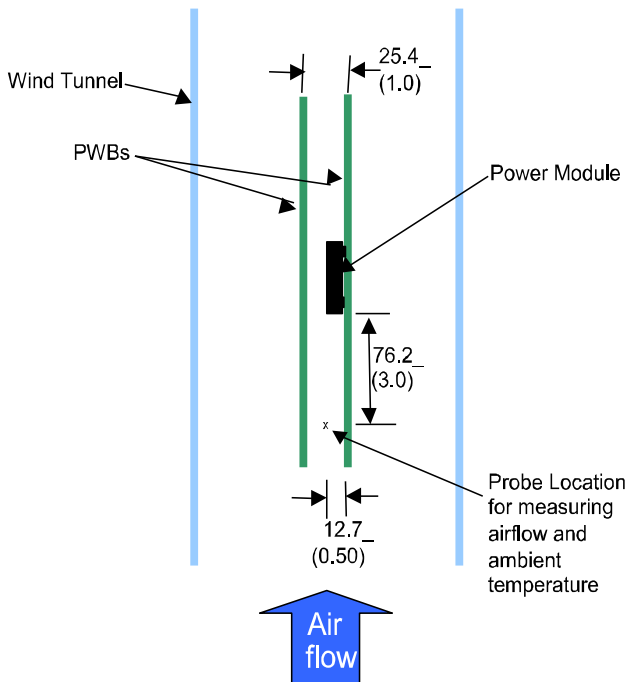 25.4_
(1.0)
Wind Tunnel
PWBs
Power Module
76.2_
(3.0)
x
Probe Location
for measuring
airflow and
ambient
temperature
12.7_
(0.50)
Air
flow